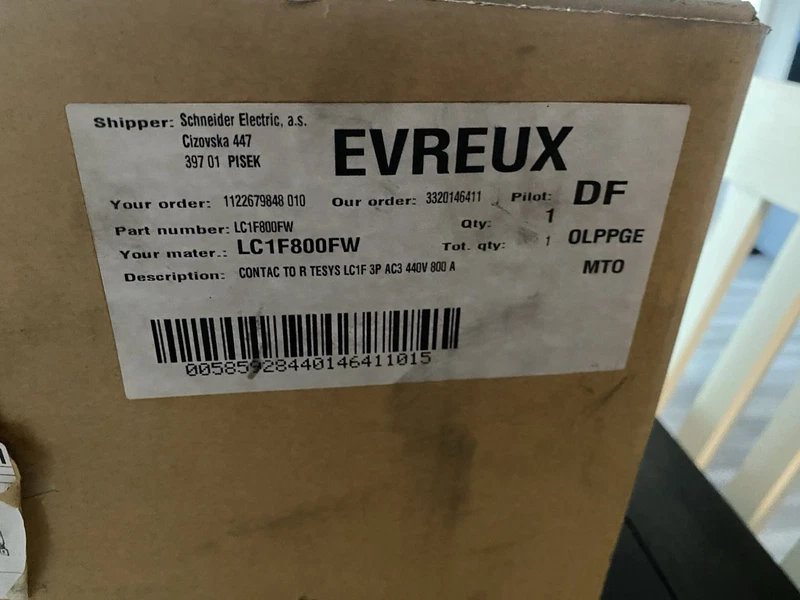 Shipper: Schneider Electric, a.s.
Cizovska 447
397 01 PISEK
EVREUX
Your order: 1122679848 010 Our order: 3320146411 Pilot: DF
Part number: LC1F800FW Qty: 1
Your mater.: LC1F800FW Tot. qty: 1 OLPPGE
Description: CONTAC TO R TESYS LC1F 3P AC3 440V 800 A MTO
00585928440146411015